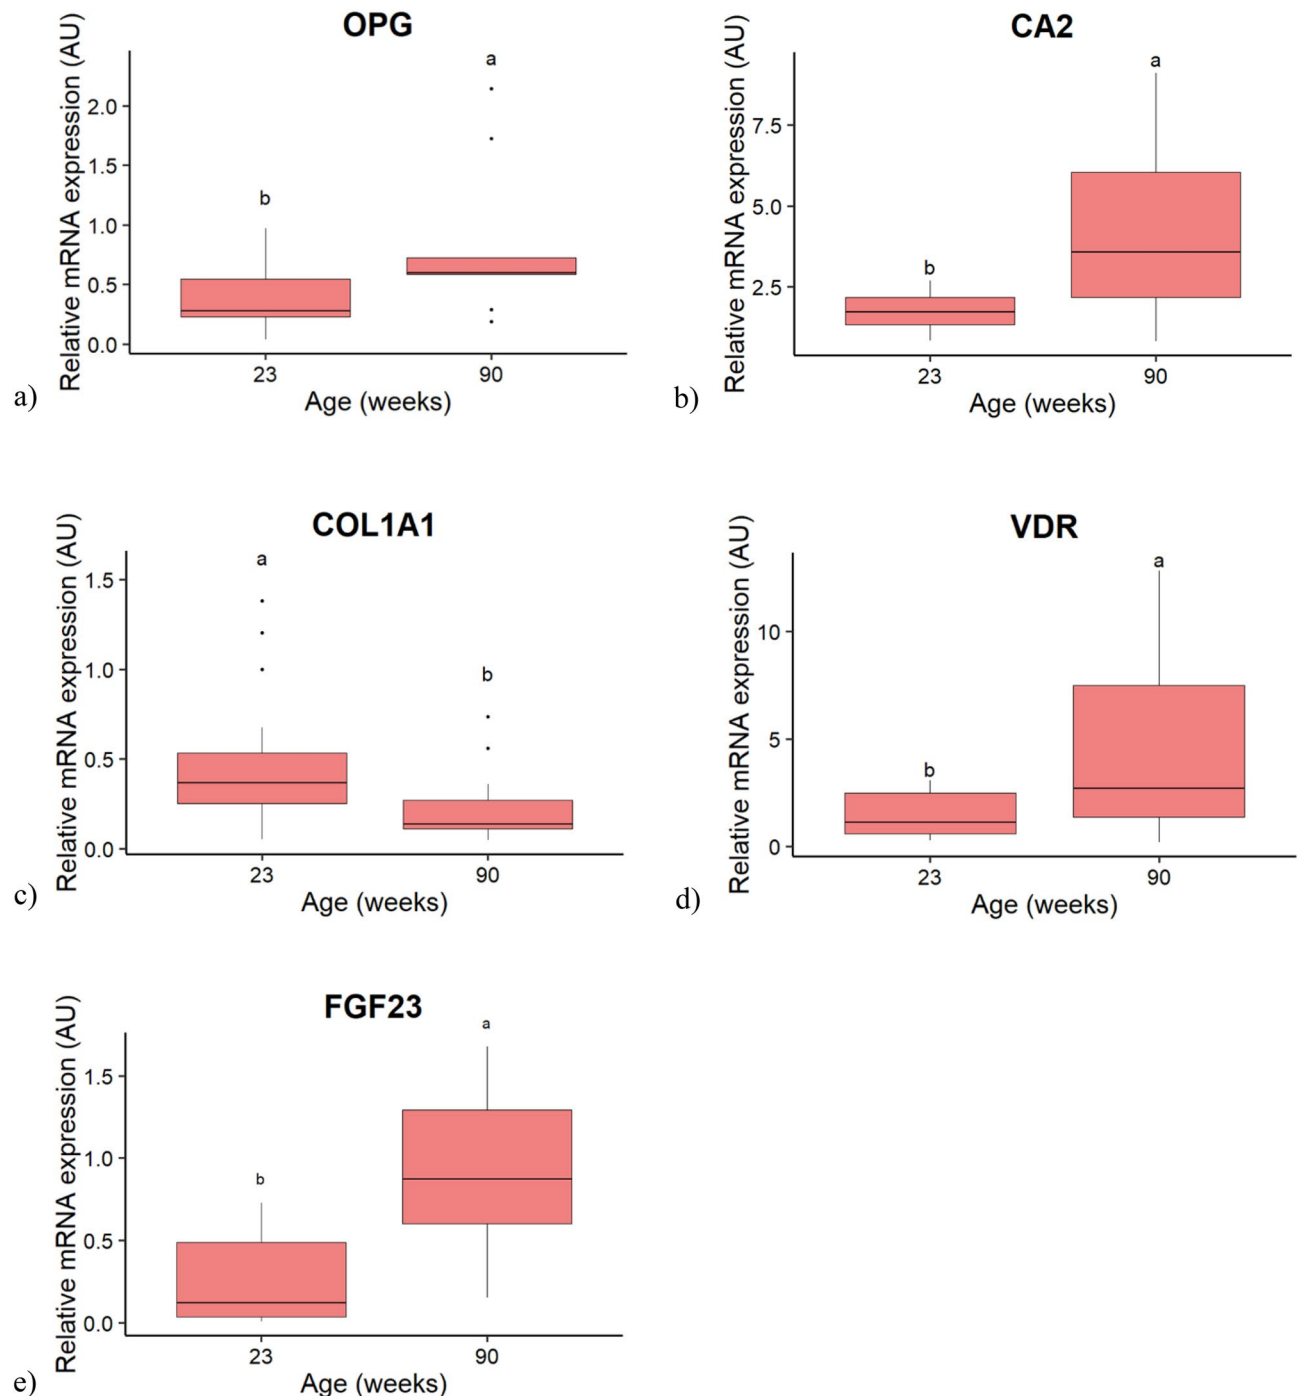 OPG
Relative mRNA expression (AU)
2.0
1.5
1.0
0.5
0.0
b
a
23
90
Age (weeks)
a)
CA2
Relative mRNA expression (AU)
7.5
5.0
2.5
b
a
23
90
Age (weeks)
b)
COL1A1
Relative mRNA expression (AU)
1.5
1.0
0.5
0.0
a
b
23
90
Age (weeks)
c)
VDR
Relative mRNA expression (AU)
10
5
0
b
a
23
90
Age (weeks)
d)
FGF23
Relative mRNA expression (AU)
1.5
1.0
0.5
0.0
b
a
23
90
Age (weeks)
e)